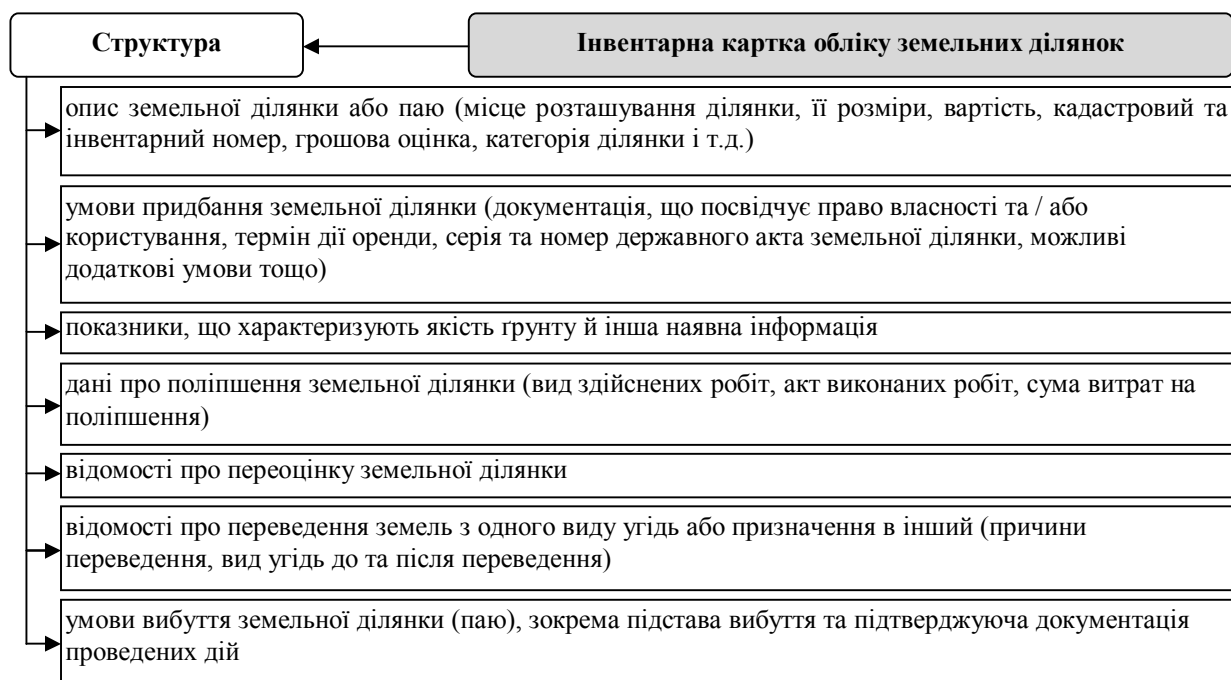 Структура
Інвентарна картка обліку земельних ділянок
опис земельної ділянки або паю (місце розташування ділянки, її розміри, вартість, кадастровий та
інвентарний номер, грошова оцінка, категорія ділянки і т.д.)
умови придбання земельної ділянки (документація, що посвідчує право власності та / або
користування, термін дії оренди, серія та номер державного акта земельної ділянки, можливі
додаткові умови тощо)
показники, що характеризують якість ґрунту й інша наявна інформація
дані про поліпшення земельної ділянки (вид здійснених робіт, акт виконаних робіт, сума витрат на
поліпшення)
відомості про переоцінку земельної ділянки
відомості про переведення земель з одного виду угідь або призначення в інший (причини
переведення, вид угідь до та після переведення)
умови вибуття земельної ділянки (паю), зокрема підстава вибуття та підтверджуюча документація
проведених дій